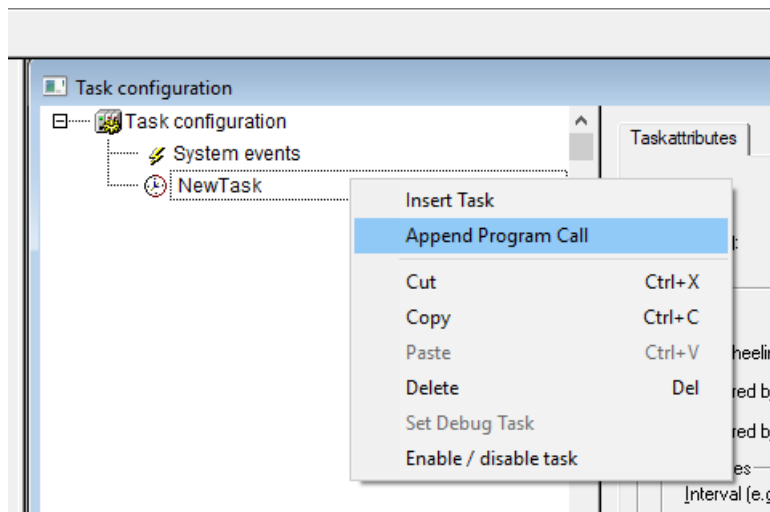 Task configuration
Task configuration
System events
NewTask
Taskattributes
Insert Task
Append Program Call
Cut Ctrl+X
Copy Ctrl+C
Paste Ctrl+V
Delete Del
Set Debug Task
Enable / disable task
Interval (e.g